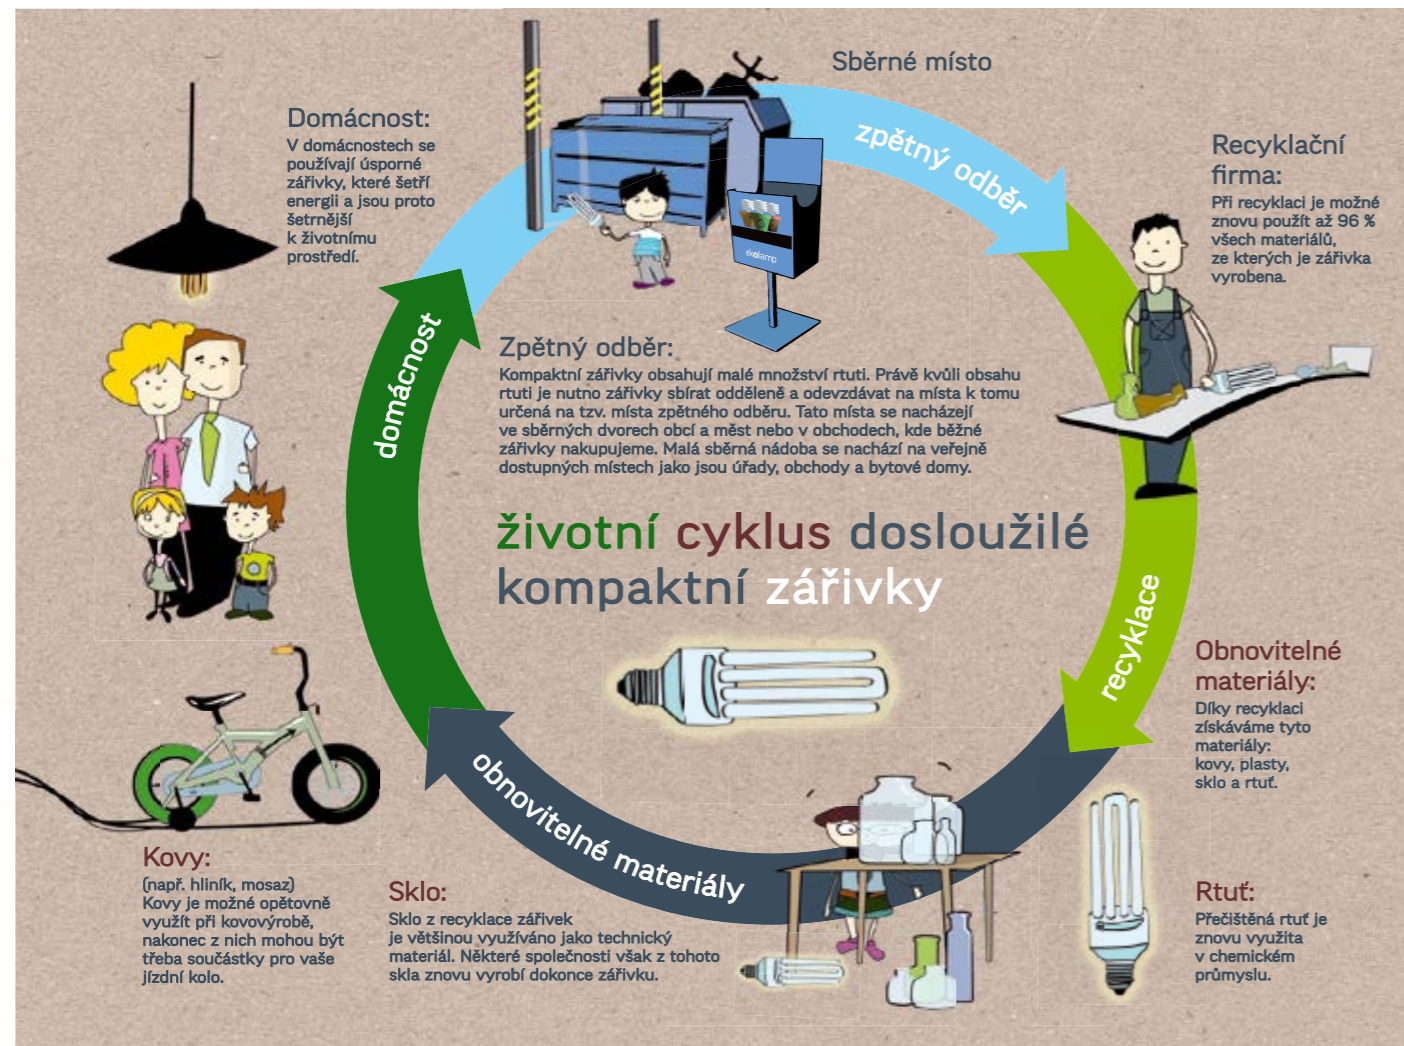 Sběrné místo
zpětný odběr
Domácnost:
V domácnostech se
používají úsporné
zářivky, které šetří
energii a jsou proto
šetrnější
k životnímu
prostředí.
Recyklační
firma:
Při recyklaci je možné
znovu použít až 96 %
všech materiálů,
ze kterých je zářivka
vyrobena.
ekolamp
domácnost
Zpětný odběr:
Kompaktní zářivky obsahují malé množství rtuti. Právě kvůli obsahu
rtuti je nutno zářivky sbírat odděleně a odevzdávat na místa k tomu
určená na tzv. místa zpětného odběru. Tato místa se nacházejí
ve sběrných dvorech obcí a měst nebo v obchodech, kde běžné
zářivky nakupujeme. Malá sběrná nádoba se nachází na veřejně
dostupných místech jako jsou úřady, obchody a bytové domy.
životní cyklus dosloužilé
kompaktní zářivky
recyklace
Obnovitelné
materiály:
Díky recyklaci
získáváme tyto
materiály:
kovy, plasty,
sklo a rtuť.
obnovitelné materiály
Kovy:
(např. hliník, mosaz)
Kovy je možné opětovně
využít při kovovýrobě,
nakonec z nich mohou být
třeba součástky pro vaše
jízdní kolo.
Sklo:
Sklo z recyklace zářivek
je většinou využíváno jako technický
materiál. Některé společnosti však z tohoto
skla znovu vyrobí dokonce zářivku.
Rtuť:
Přečištěná rtuť je
znovu využita
v chemickém
průmyslu.